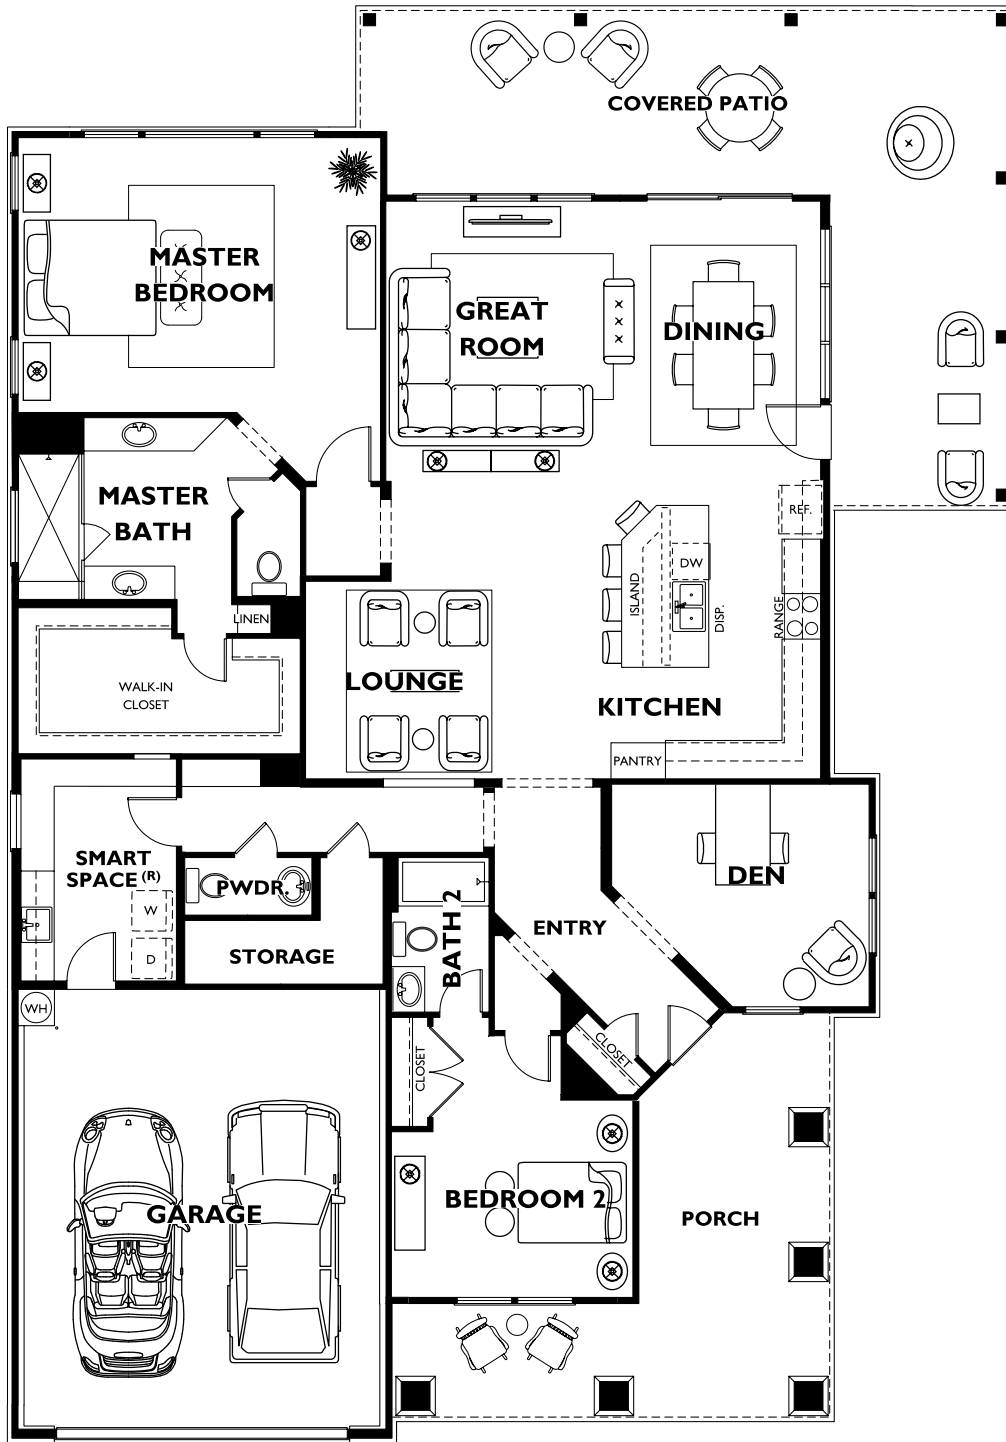 COVERED PATIO
MASTER
BEDROOM
GREAT
ROOM
DINING
MASTER
BATH
REF.
DW
ISLAND
DISP.
RANGE
LINEN
WALK-IN
CLOSET
LOUNGE
KITCHEN
PANTRY
SMART
SPACE (R)
PWDR.
DEN
W
D
STORAGE
BATH 2
ENTRY
WH
CLOSET
CLOSET
GARAGE
BEDROOM 2
PORCH